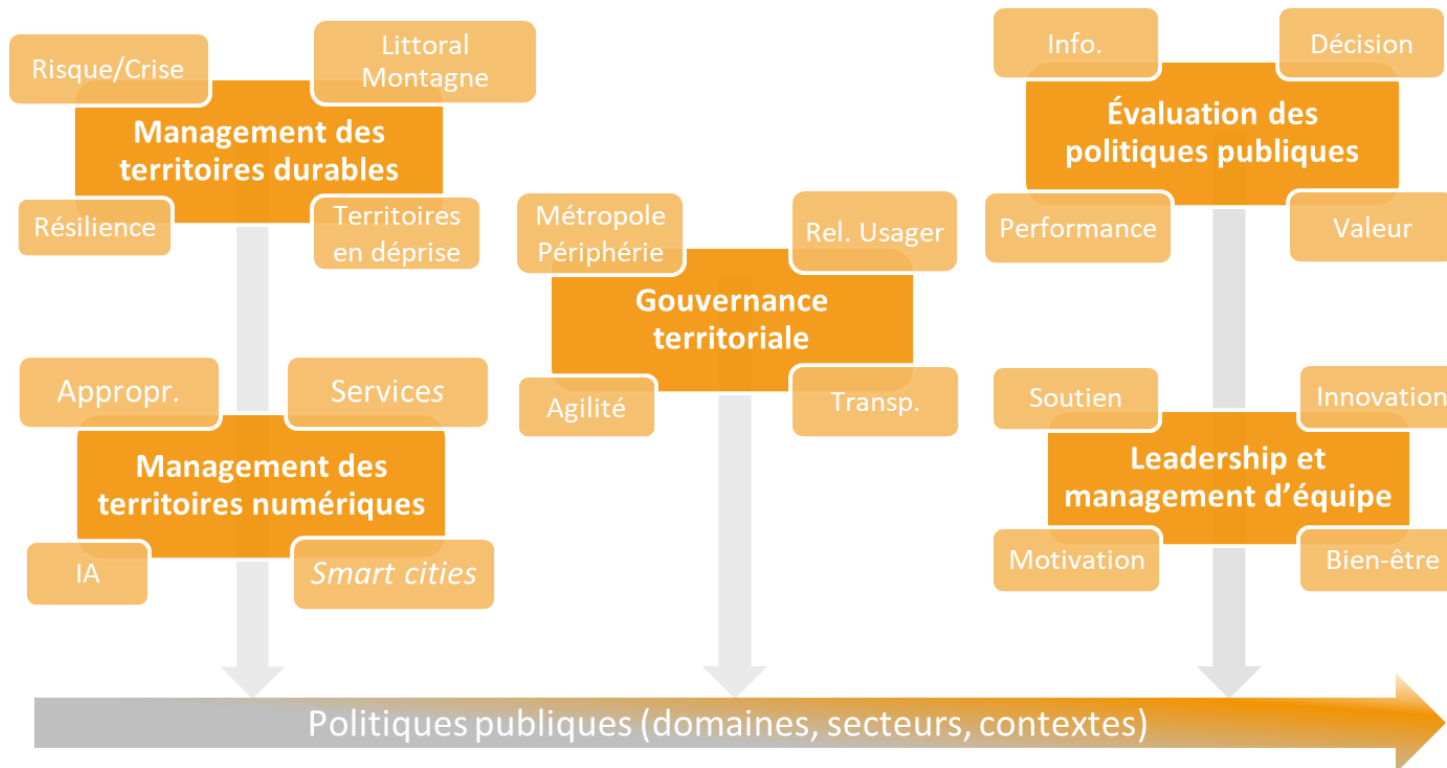 Risque/Crise
Littoral
Montagne
Management des
territoires durables
Résilience
Territoires
en déprise
Appropr.
Services
Management des
territoires numériques
IA
Smart cities
Métropole
Périphérie
Rel. Usager
Gouvernance
territoriale
Agilité
Transp.
Info.
Décision
Évaluation des
politiques publiques
Performance
Valeur
Soutien
Innovation
Leadership et
management d’équipe
Motivation
Bien-être
Politiques publiques (domaines, secteurs, contextes)